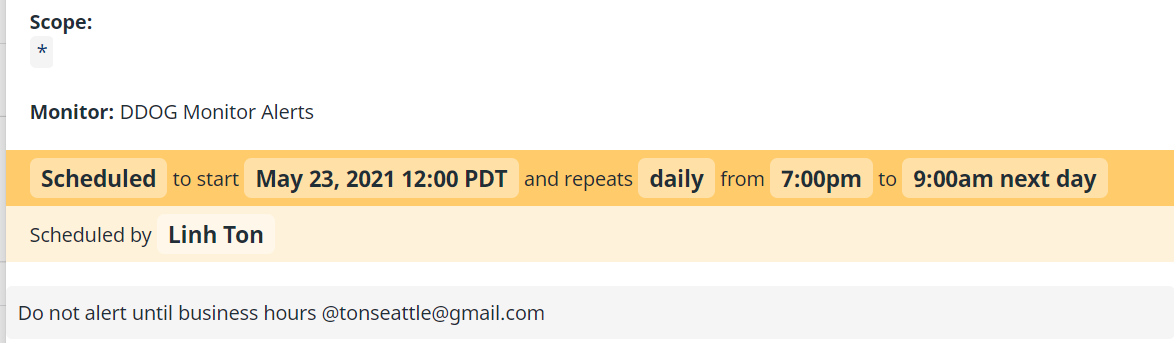 Scope:
*
Monitor: DDOG Monitor Alerts
Scheduled to start May 23, 2021 12:00 PDT and repeats daily from 7:00pm to 9:00am next day
Scheduled by Linh Ton
Do not alert until business hours @tonseattle@gmail.com